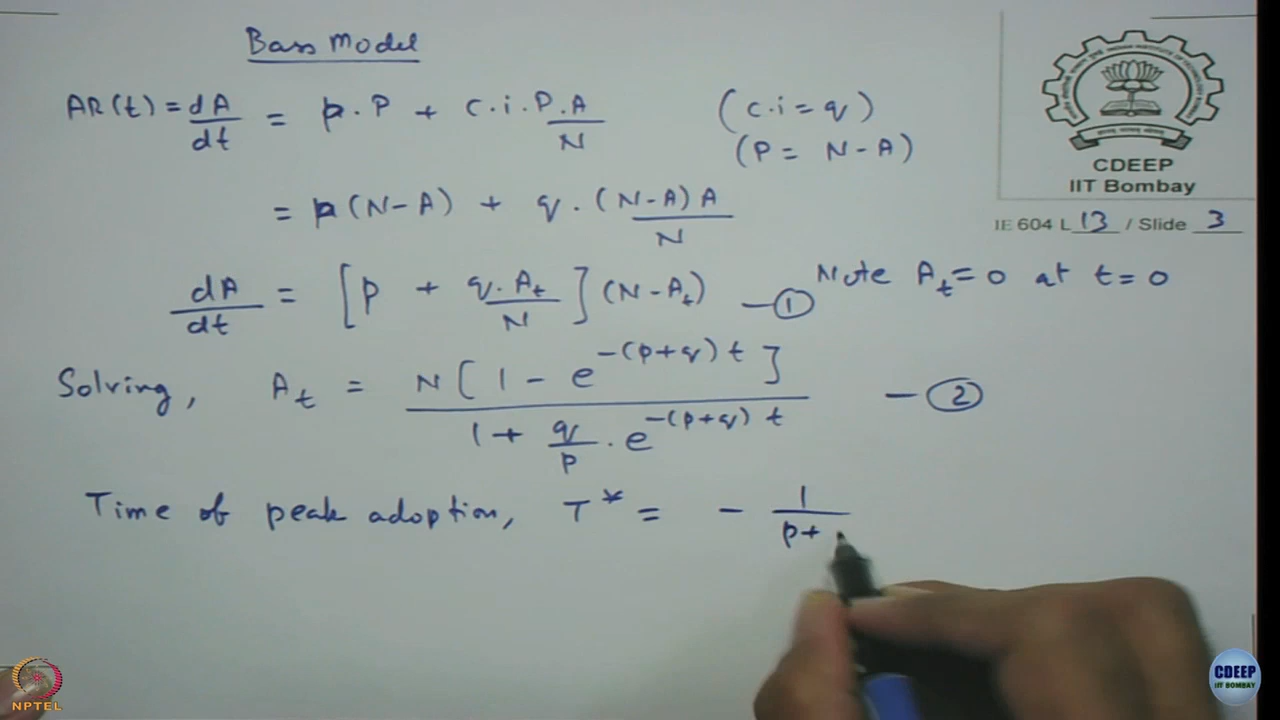 Bass Model
AR(t) = dA/dt = p.P + c.i.P.A/N (c.i = q)
(P = N-A)
= p(N-A) + q.(N-A)A/N
dA/dt = [p + q.A_t/N](N-A_t) —① Note A_t=0 at t=0
Solving, A_t = N[1-e^-(p+q)t] / 1+ q/p . e^-(p+q)t —②
Time of peak adoption, T* = - 1/p+
CDEEP
IIT Bombay
IE 604 L 13 / Slide 3
NPTEL
CDEEP
IIT BOMBAY